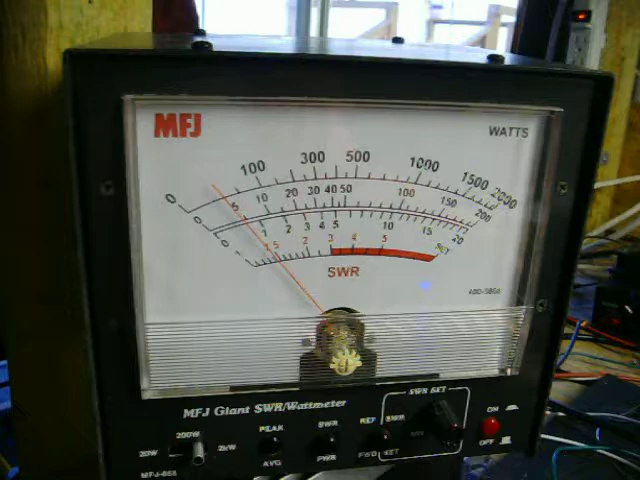 MFJ
WATTS
0 100 300 500 1000 1500 2000
0 5 10 20 30 40 50 100 150 200
0 1 2 3 4 5 10 15 20
1 1.5 2 3 4 5
SWR
MFJ Giant SWR/Wattmeter
SWR SET
20W 200W 2kW
PEAK
AVG
SWR
PWR
REF SWR
FWD SET
ON
OFF
MFJ-868